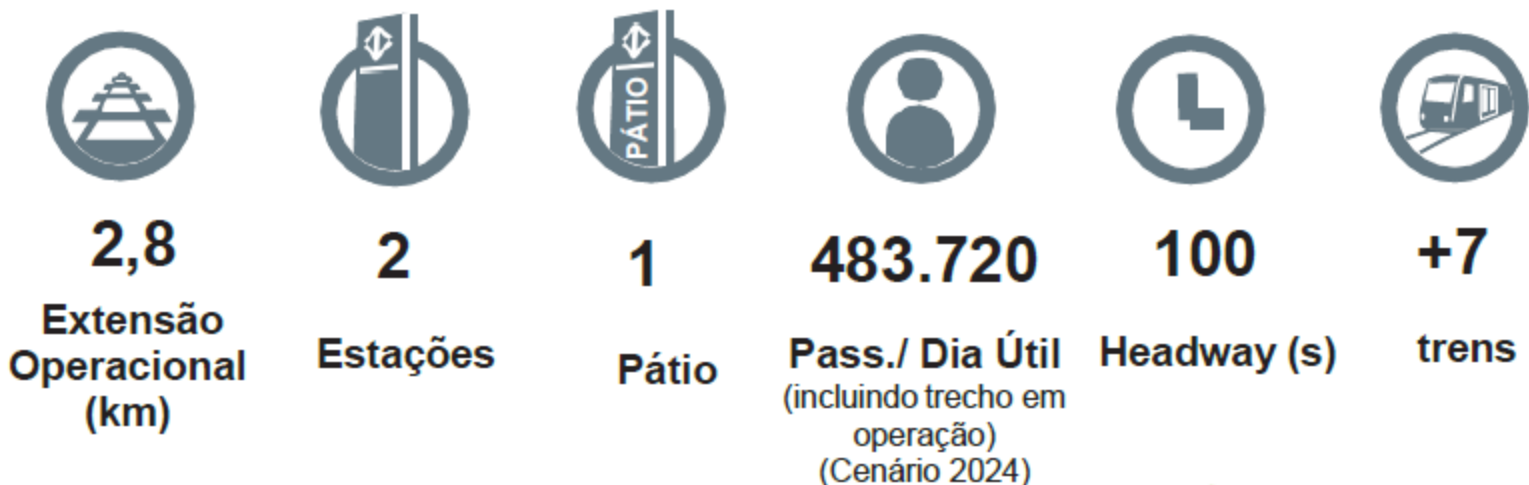 PÁTIO
2,8
Extensão
Operacional
(km)
2
Estações
1
Pátio
483.720
Pass./ Dia Útil
(incluindo trecho em
operação)
(Cenário 2024)
100
Headway (s)
+7
trens